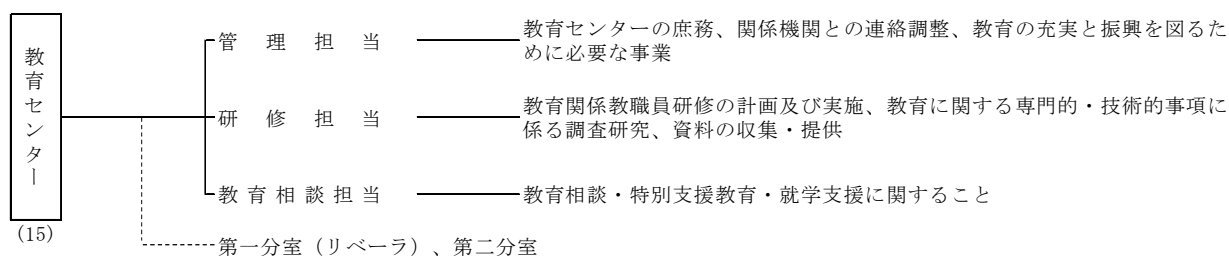 教育センター
(15)
管理担当
教育センターの庶務、関係機関との連絡調整、教育の充実と振興を図るた
めに必要な事業
研修担当
教育関係教職員研修の計画及び実施、教育に関する専門的・技術的事項に
係る調査研究、資料の収集・提供
教育相談担当
教育相談・特別支援教育・就学支援に関すること
第一分室（リベーラ）、第二分室